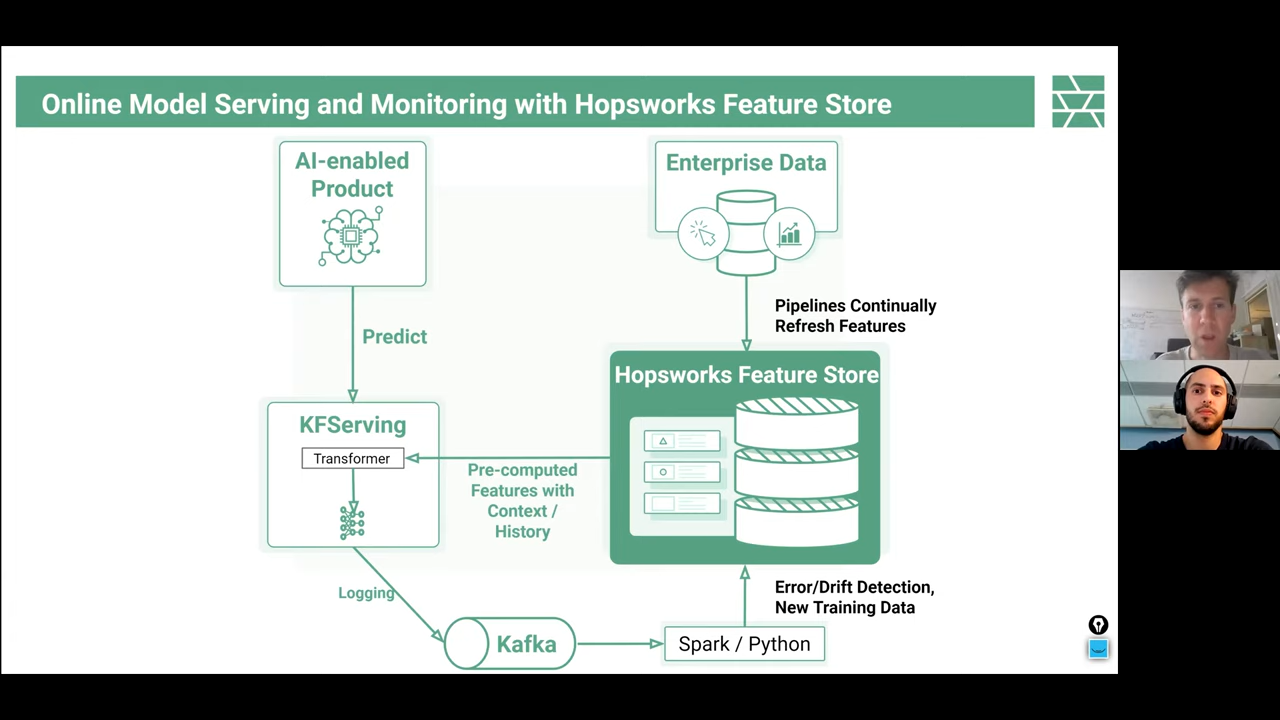 Online Model Serving and Monitoring with Hopsworks Feature Store
AI-enabled
Product
Enterprise Data
Predict
Pipelines Continually
Refresh Features
Hopsworks Feature Store
KFServing
Transformer
Pre-computed
Features with
Context /
History
Logging
Error/Drift Detection,
New Training Data
Kafka
Spark / Python